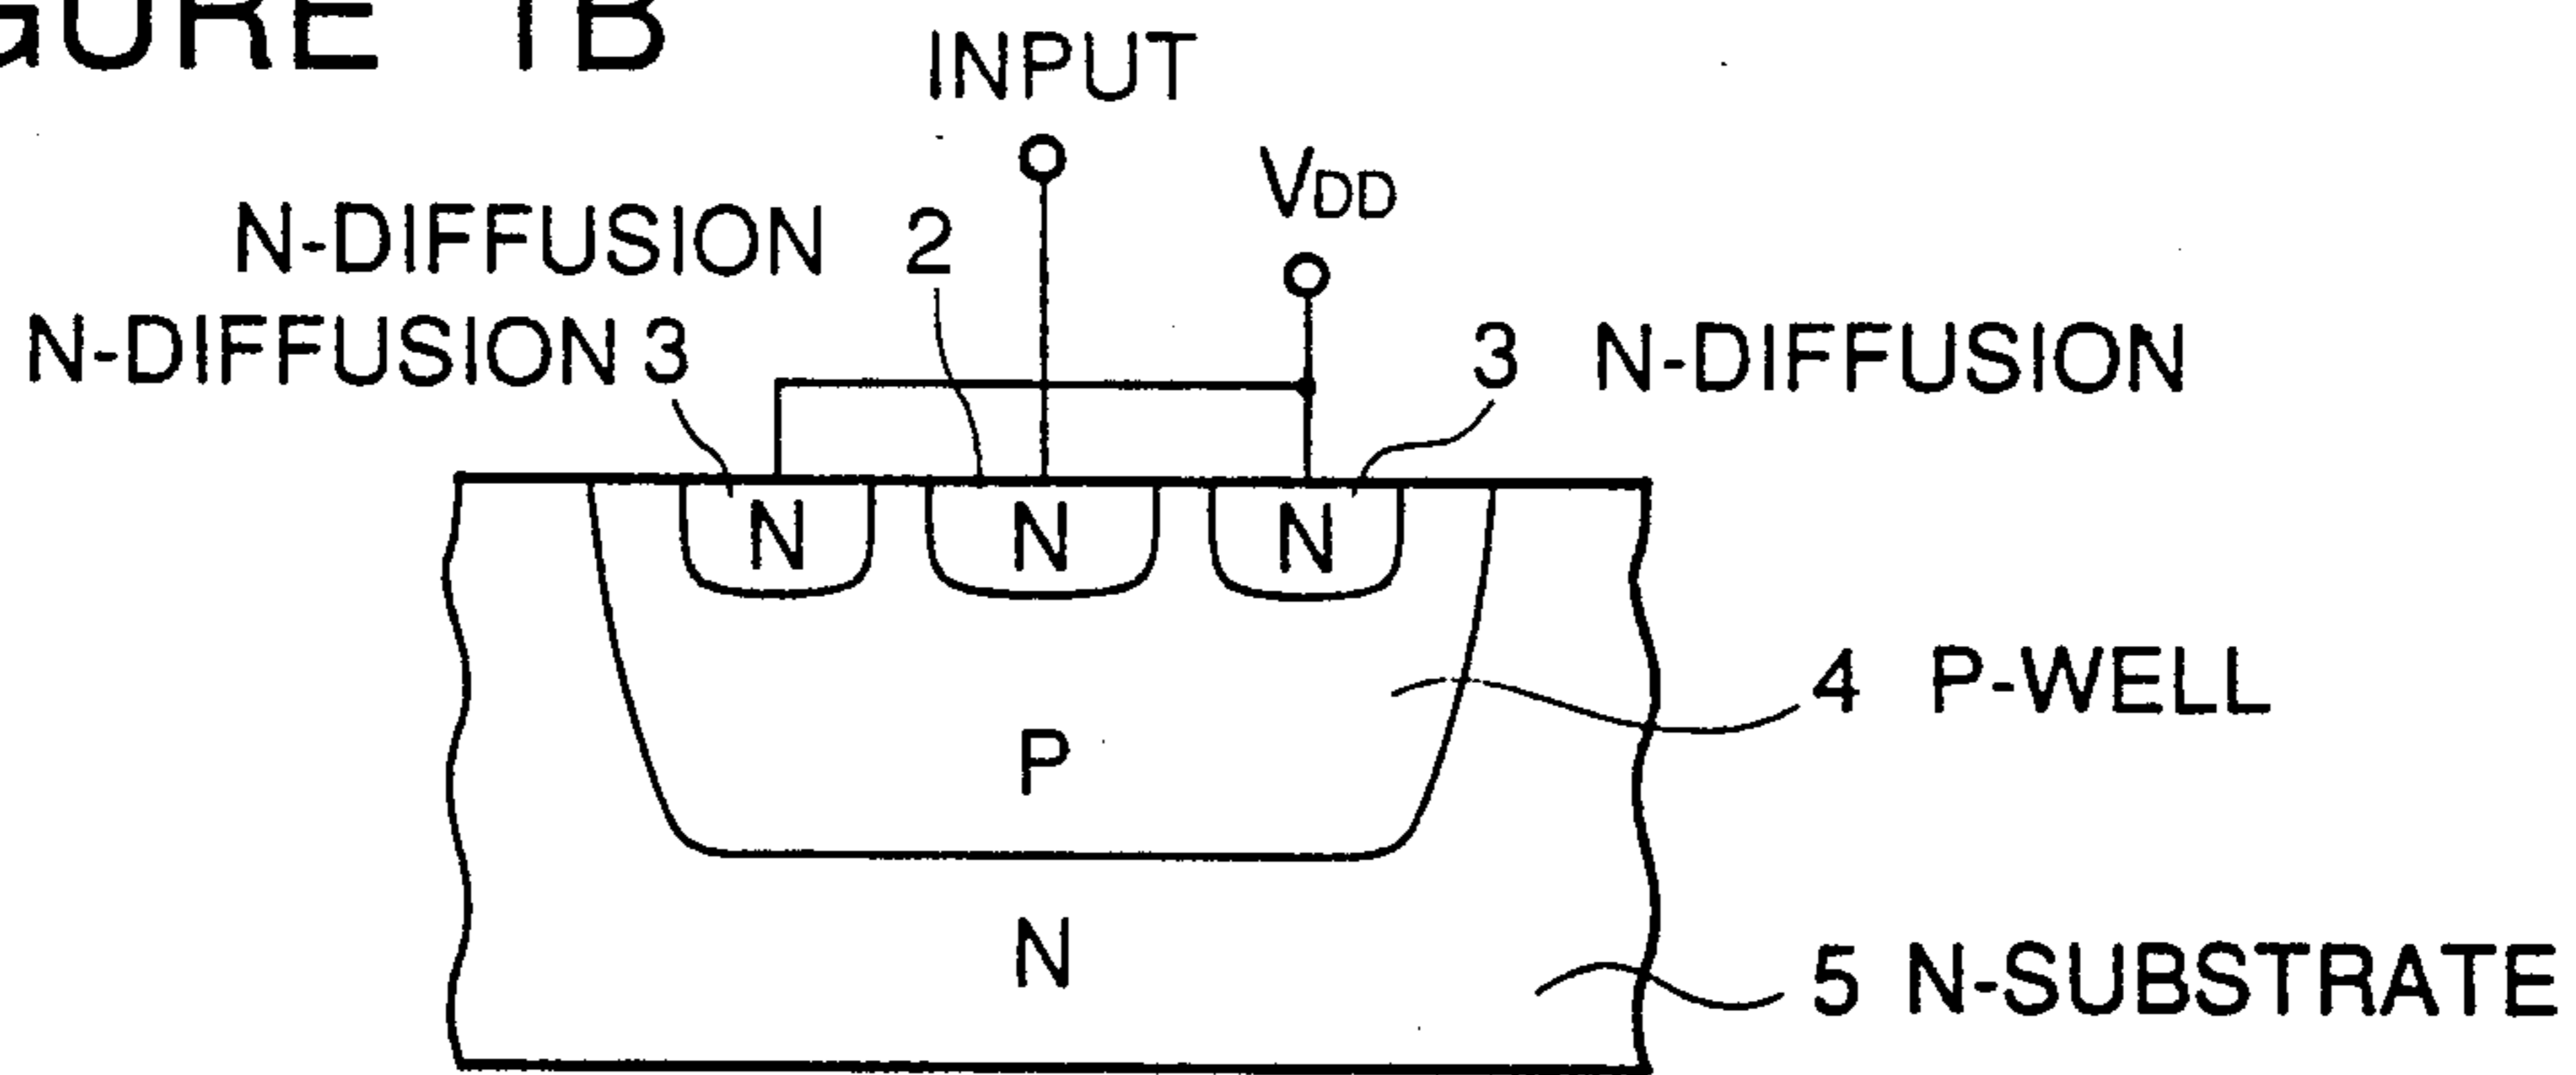 GURE 1B
INPUT
VDD
N-DIFFUSION 2
N-DIFFUSION 3
3 N-DIFFUSION
N N N
4 P-WELL
P
N
5 N-SUBSTRATE